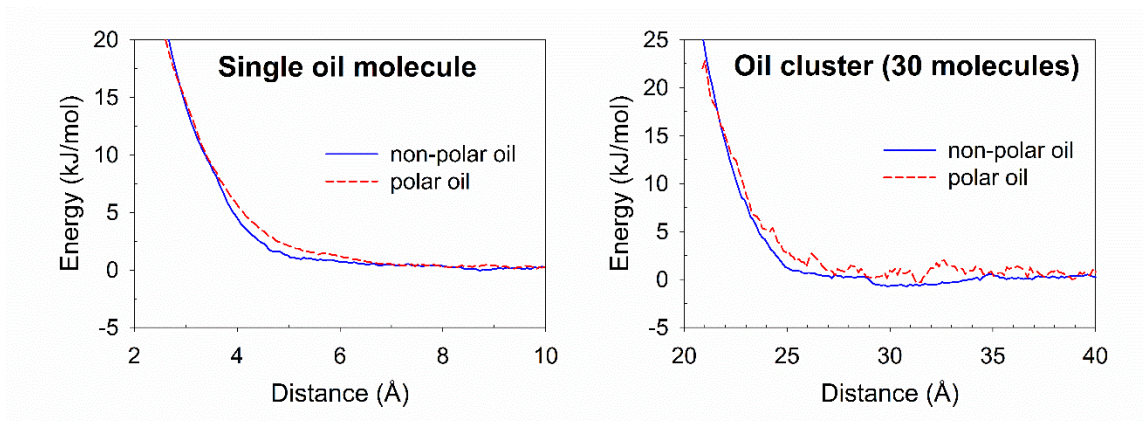 Single oil molecule
Energy (kJ/mol)
20
15
10
5
0
-5
non-polar oil
polar oil
2 4 6 8 10
Distance (Å)
Oil cluster (30 molecules)
Energy (kJ/mol)
25
20
15
10
5
0
-5
non-polar oil
polar oil
20 25 30 35 40
Distance (Å)